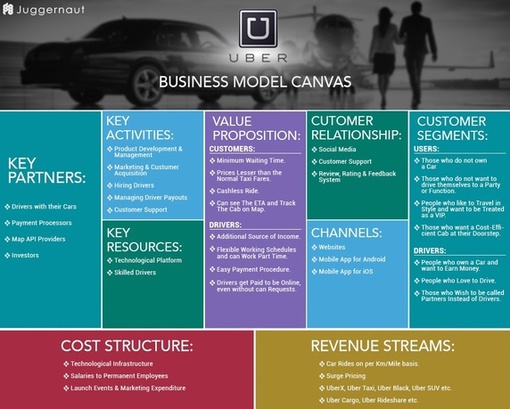 Juggernaut
U
UBER
BUSINESS MODEL CANVAS
KEY
PARTNERS:
Drivers with their Cars
Payment Processors
Map API Providers
Investors
KEY
ACTIVITIES:
Product Development &
Management
Marketing & Custumer
Acquisition
Hiring Drivers
Managing Driver Payouts
Customer Support
KEY
RESOURCES:
Technological Platform
Skilled Drivers
VALUE
PROPOSITION:
CUSTOMERS:
Minimum Waiting Time.
Prices Lesser than the
Normal Taxi Fares.
Cashless Ride.
Can see The ETA and Track
The Cab on Map.
DRIVERS:
Additional Source of Income.
Flexible Working Schedules
and can Work Part Time.
Easy Payment Procedure.
Drivers get Paid to be Online,
even without can Requests.
CUTOMER
RELATIONSHIP:
Social Media
Customer Support
Review, Rating & Feedback
System
CHANNELS:
Websites
Mobile App for Android
Mobile App for iOS
CUSTOMER
SEGMENTS:
USERS:
Those who do not own
a Car
Those who do not want to
drive themselves to a Party
or Function.
People who like to Travel in
Style and want to be Treated
as a VIP.
Those who want a Cost-Effi-
cient Cab at their Doorstep.
DRIVERS:
People who own a Car and
want to Earn Money.
People who Love to Drive.
Those who Wish to be called
Partners Instead of Drivers.
COST STRUCTURE:
Technological Infrastructure
Salaries to Permanent Employees
Launch Events & Marketing Expenditure
REVENUE STREAMS:
Car Rides on per Km/Mile basis.
Surge Pricing
UberX, Uber Taxi, Uber Black, Uber SUV etc.
Uber Cargo, Uber Rideshare etc.